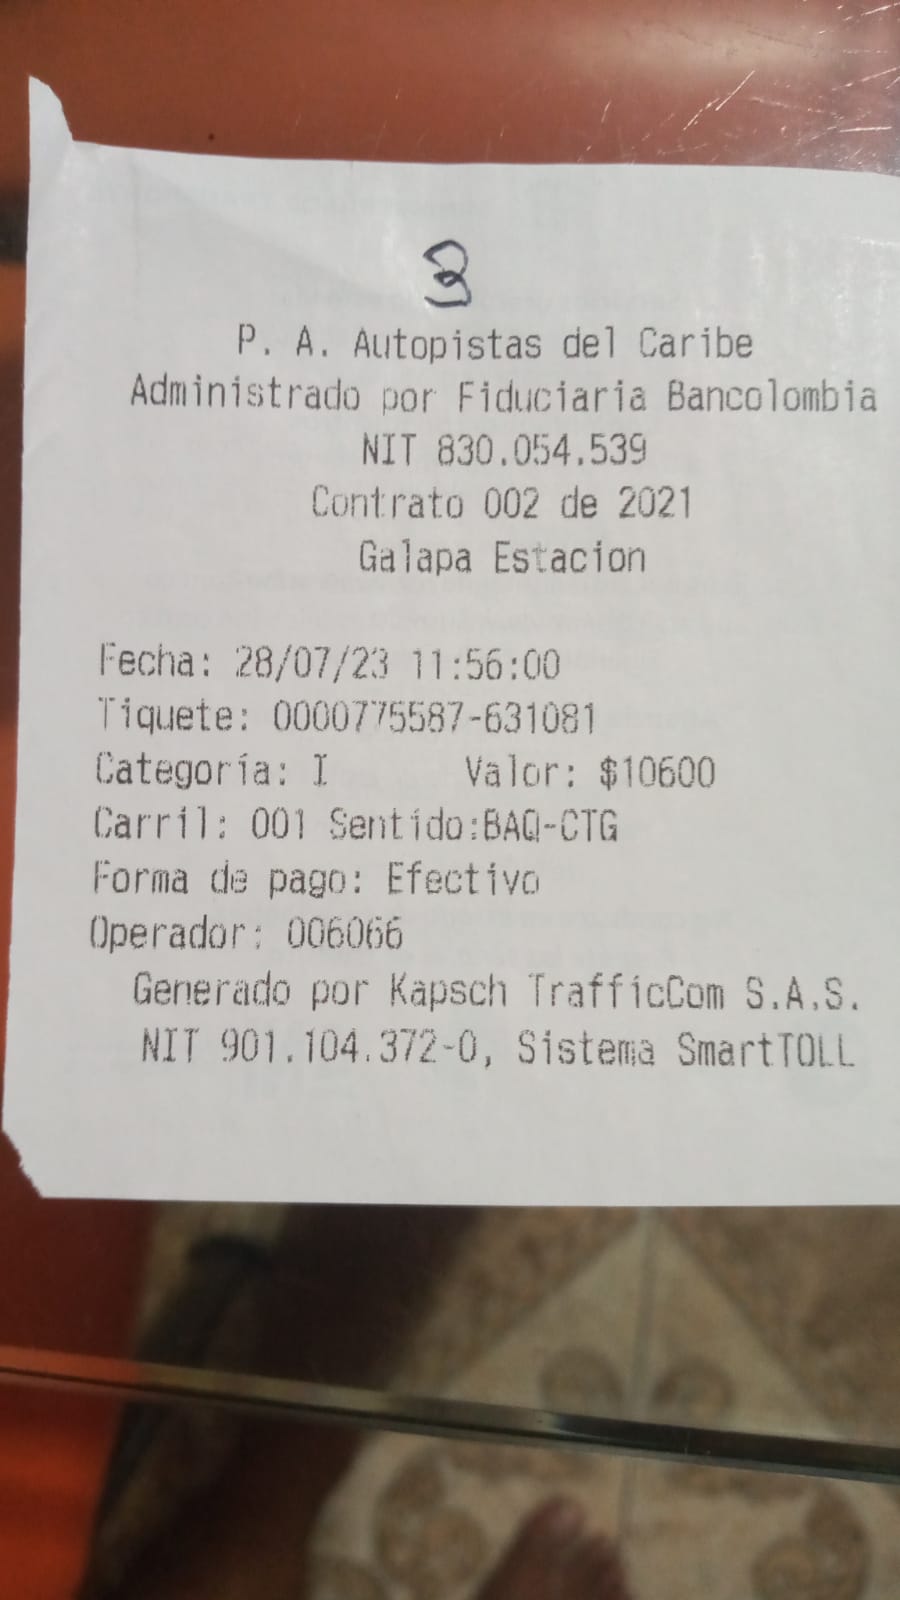 3
P. A. Autopistas del Caribe
Administrado por Fiduciaria Bancolombia
NIT 830.054.539
Contrato 002 de 2021
Galapa Estacion
Fecha: 28/07/23 11:56:00
Tiquete: 0000775587-631081
Categoría: I Valor: $10600
Carril: 001 Sentido:BAQ-CTG
Forma de pago: Efectivo
Operador: 006066
Generado por Kapsch TrafficCom S.A.S.
NIT 901.104.372-0, Sistema SmartTOLL